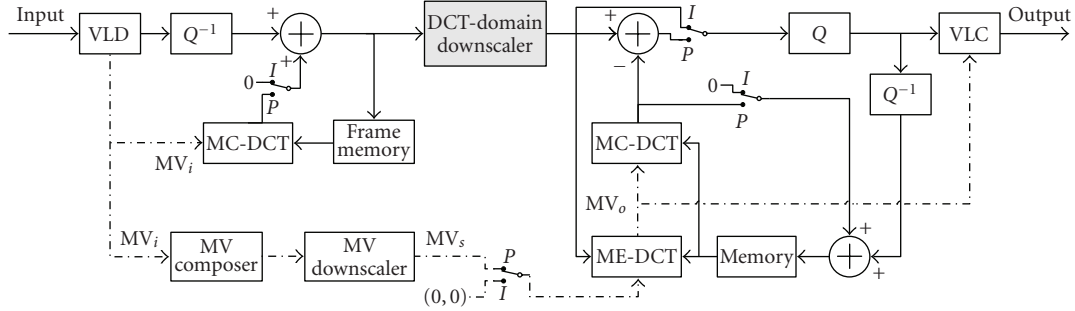 Input
VLD
Q⁻¹
+
+
0
I
P
MC-DCT
Frame
memory
MVᵢ
DCT-domain
downscaler
+
−
I
P
Q
VLC
Output
Q⁻¹
0
I
P
MC-DCT
MVₒ
ME-DCT
Memory
+
+
MVᵢ
MV
composer
MV
downscaler
MVₛ
P
I
(0, 0)